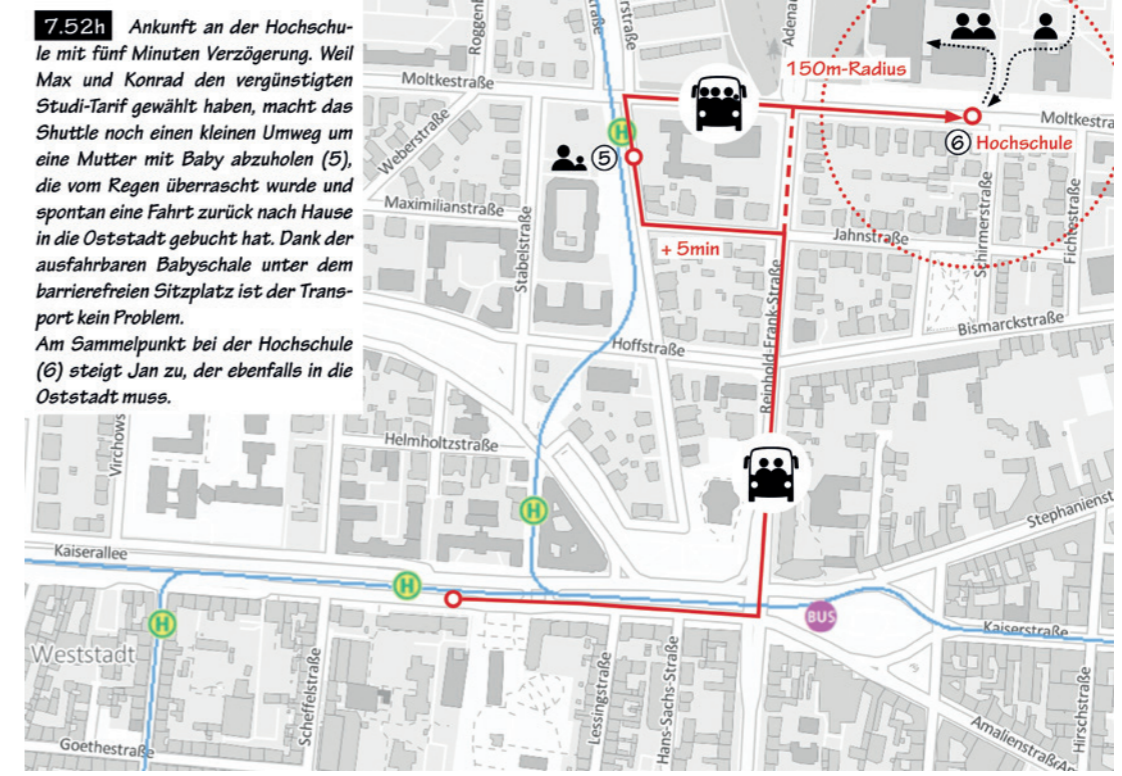 7.52h Ankunft an der Hochschu-
le mit fünf Minuten Verzögerung. Weil
Max und Konrad den vergünstigten
Studi-Tarif gewählt haben, macht das
Shuttle noch einen kleinen Umweg um
eine Mutter mit Baby abzuholen (5),
die vom Regen überrascht wurde und
spontan eine Fahrt zurück nach Hause
in die Oststadt gebucht hat. Dank der
ausfahrbaren Babyschale unter dem
barrierefreien Sitzplatz ist der Trans-
port kein Problem.
Am Sammelpunkt bei der Hochschule
(6) steigt Jan zu, der ebenfalls in die
Oststadt muss.
Roggenb
raße
erstraße
Adenau
150m-Radius
Moltkestraße
Moltkestra
H
Weberstraße
5
6 Hochschule
Maximilianstraße
Stabelstraße
+ 5min
Jahnstraße
Schirmerstraße
Fichtestraße
Reinhold-Frank-Straße
Bismarckstraße
Hoffstraße
Virchows
Helmholtzstraße
H
Stephanienst
Kaiserallee
H
BUS
H
Kaiserstraße
Weststadt
Scheffelstraße
Lessingstraße
Hans-Sachs-Straße
Hirschstraße
Amalienstraße
Am
Goethestraße